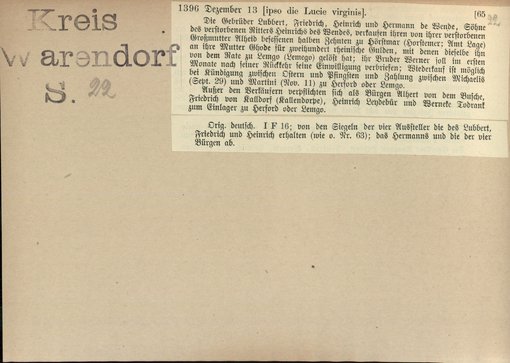 Kreis
Warendorf
S. 22
1396 Dezember 13 [ipso die Lucie virginis]. [65
22
Die Gebrüder Lubbert, Friedrich, Heinrich und Hermann de Wende, Söhne
des verstorbenen Ritters Heinrichs des Wendes, verkaufen ihren von ihrer verstorbenen
Großmutter Alheid besessenen halben Zehnten zu Hörstmar (Horstemer; Amt Lage)
an ihre Mutter Ghyde für zweihundert rheinische Gulden, mit denen dieselbe ihn
von dem Rate zu Lemgo (Lemego) gelöst hat; ihr Bruder Werner soll im ersten
Monate nach seiner Rückkehr seine Einwilligung verbriefen; Wiederkauf ist möglich
bei Kündigung zwischen Ostern und Pfingsten und Zahlung zwischen Michaelis
(Sept. 29) und Martini (Nov. 11) zu Herford oder Lemgo.
Außer den Verkäufern verpflichten sich als Bürgen Alhert von dem Busche,
Friedrich von Kalldorf (Kallendorpe), Heinrich Leydebür und Werneke Todrank
zum Einlager zu Herford oder Lemgo.
Orig. deutsch. I F 16; von den Siegeln der vier Aussteller die des Lubbert,
Friedrich und Heinrich erhalten (wie o. Nr. 63); das Hermanns und die der vier
Bürgen ab.